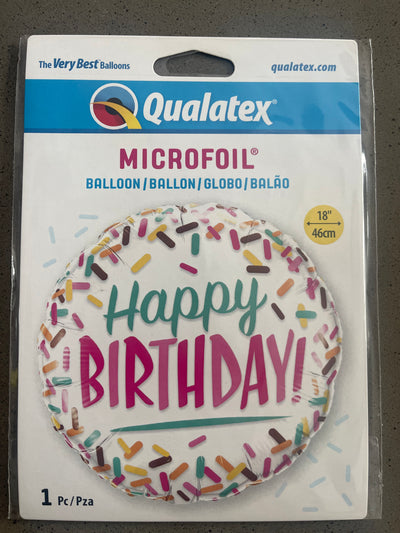 The Very Best Balloons
qualatex.com
Qualatex®
MICROFOIL®
BALLOON/BALLON/GLOBO/BALÃO
18"
46cm
Happy
BIRTHDAY!
1 Pc/Pza